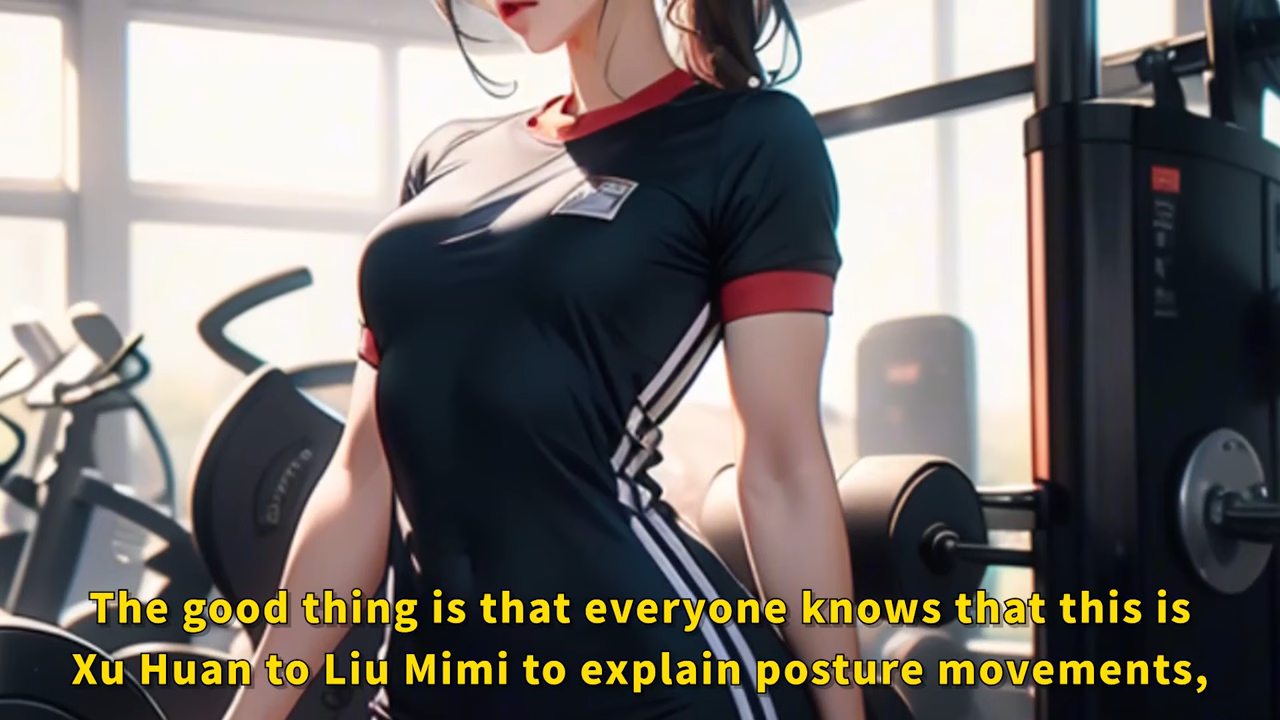 The good thing is that everyone knows that this is
Xu Huan to Liu Mimi to explain posture movements,